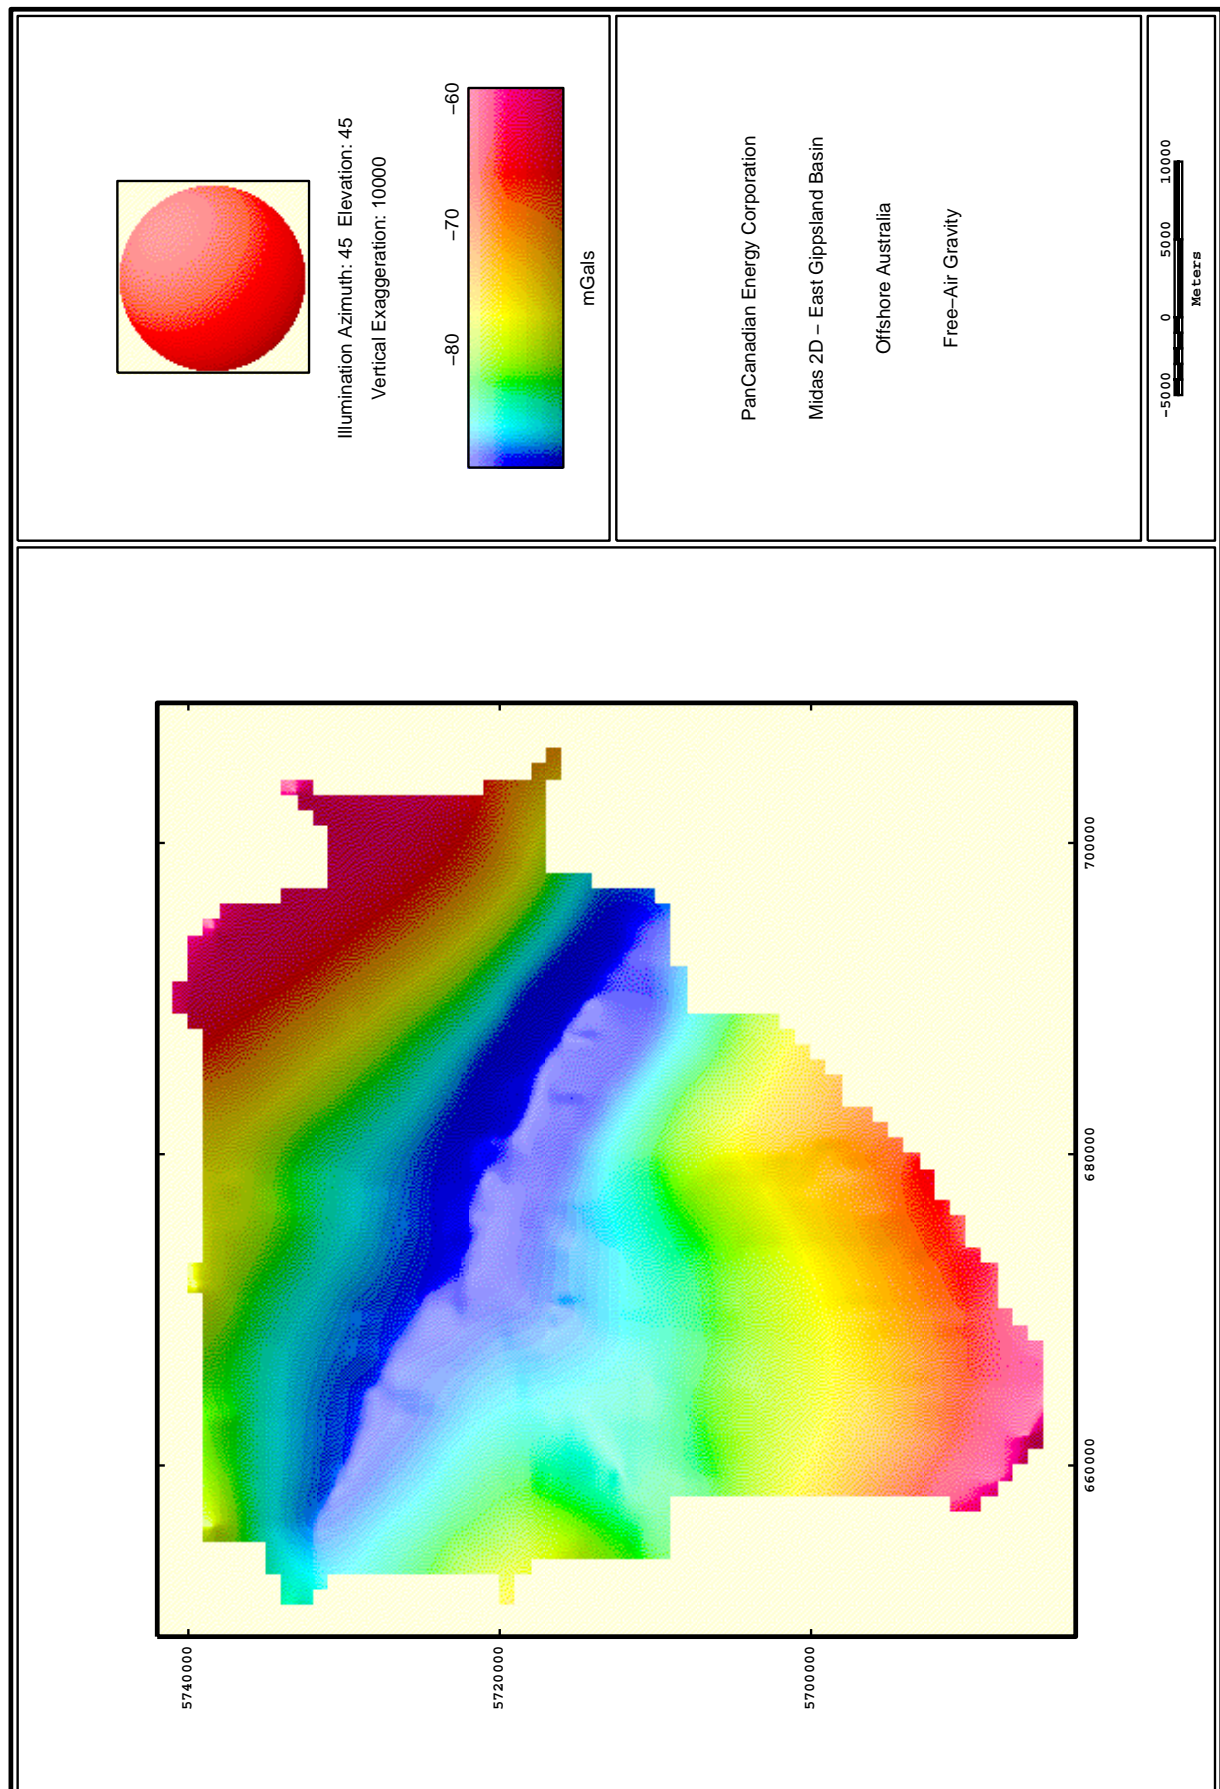 5740000
5720000
5700000
660000
680000
700000
Illumination Azimuth: 45  Elevation: 45
Vertical Exaggeration: 10000
-80
-70
-60
mGals
PanCanadian Energy Corporation
Midas 2D – East Gippsland Basin
Offshore Australia
Free–Air Gravity
-5000 0 5000 10000
Meters